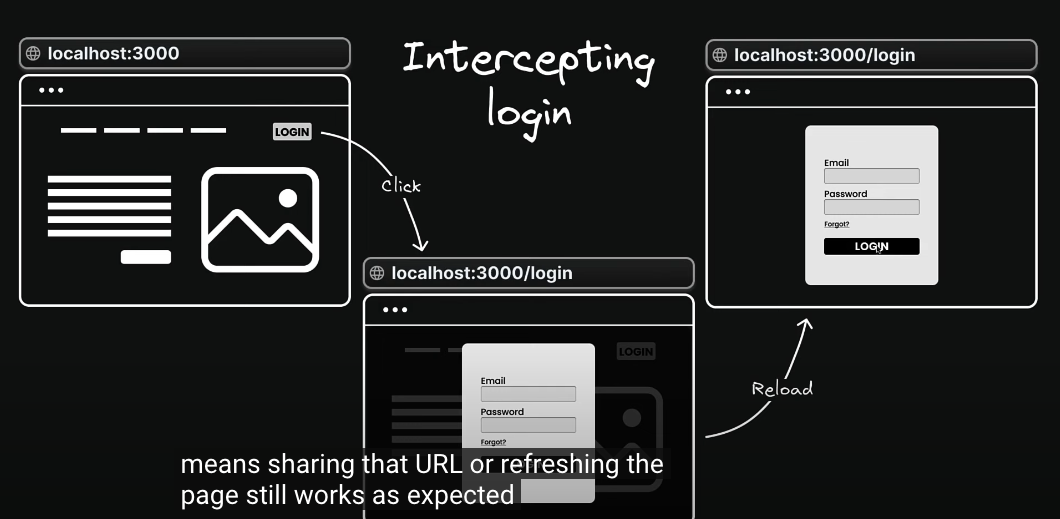 localhost:3000
LOGIN
Intercepting
login
Click
localhost:3000/login
LOGIN
Email
Password
Forgot?
Reload
localhost:3000/login
Email
Password
Forgot?
LOGIN
means sharing that URL or refreshing the
page still works as expected